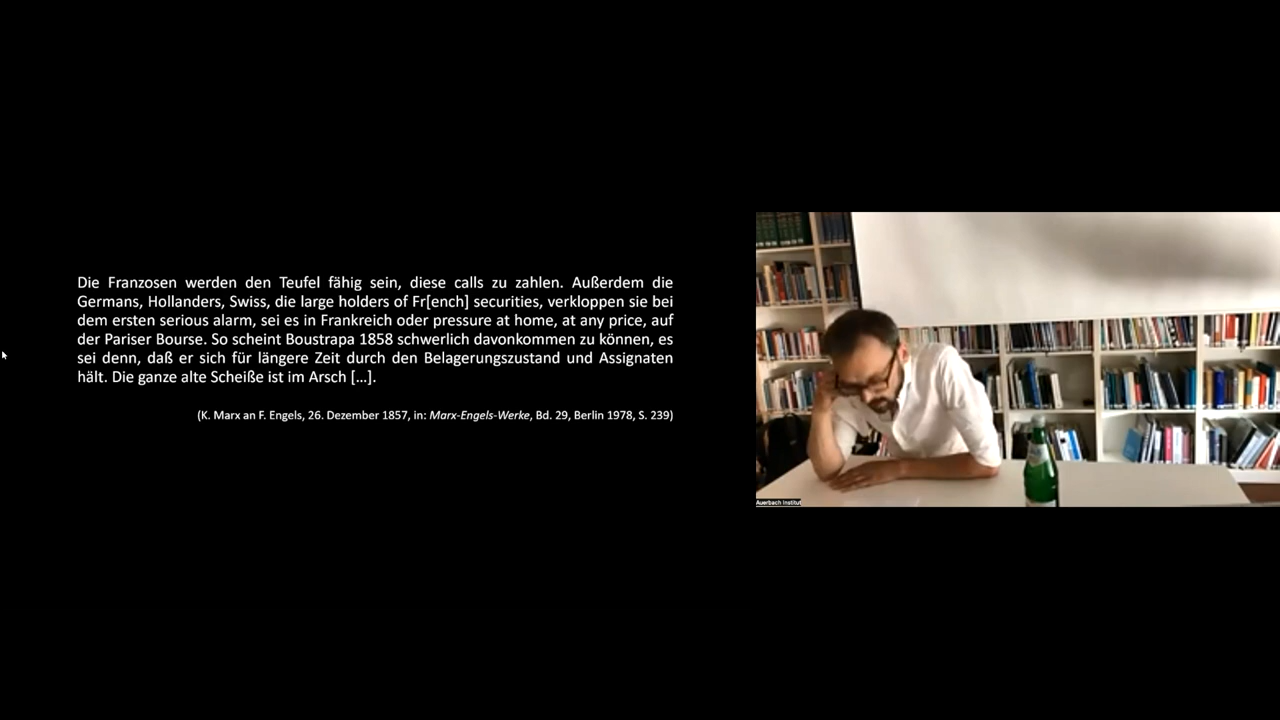 Die Franzosen werden den Teufel fähig sein, diese calls zu zahlen. Außerdem die
Germans, Hollanders, Swiss, die large holders of Fr[ench] securities, verkloppen sie bei
dem ersten serious alarm, sei es in Frankreich oder pressure at home, at any price, auf
der Pariser Bourse. So scheint Boustrapa 1858 schwerlich davonkommen zu können, es
sei denn, daß er sich für längere Zeit durch den Belagerungszustand und Assignaten
hält. Die ganze alte Scheiße ist im Arsch [...].
(K. Marx an F. Engels, 26. Dezember 1857, in: Marx-Engels-Werke, Bd. 29, Berlin 1978, S. 239)
Auerbach Institut